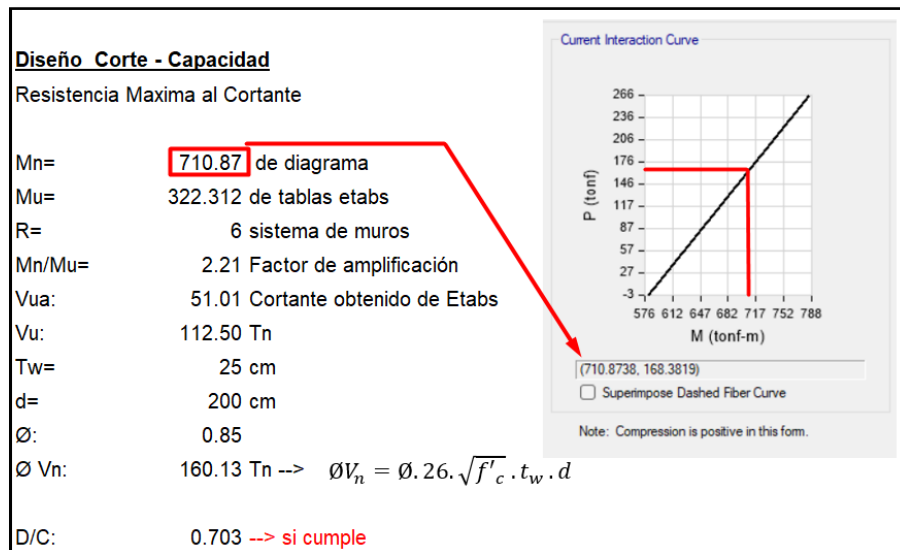 Diseño Corte - Capacidad
Resistencia Maxima al Cortante
Mn= 710.87 de diagrama
Mu= 322.312 de tablas etabs
R= 6 sistema de muros
Mn/Mu= 2.21 Factor de amplificación
Vua: 51.01 Cortante obtenido de Etabs
Vu: 112.50 Tn
Tw= 25 cm
d= 200 cm
Ø: 0.85
Ø Vn: 160.13 Tn --> ØV_n = Ø. 26. √f'_c . t_w . d
D/C: 0.703 --> si cumple
Current Interaction Curve
266
236
206
176
146
117
87
57
27
-3
P (tonf)
576 612 647 682 717 752 788
M (tonf-m)
(710.8738, 168.3819)
Superimpose Dashed Fiber Curve
Note: Compression is positive in this form.